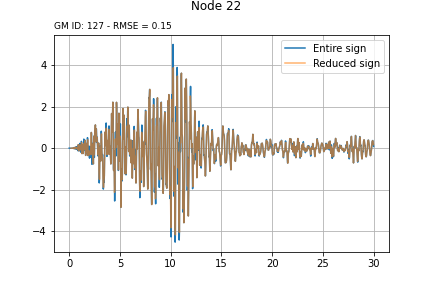 Node 22
GM ID: 127 - RMSE = 0.15
Entire sign
Reduced sign
4
2
0
−2
−4
0 5 10 15 20 25 30